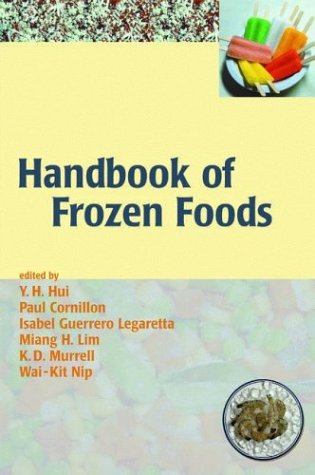 Handbook of
Frozen Foods
edited by
Y. H. Hui
Paul Cornillon
Isabel Guerrero Legaretta
Miang H. Lim
K. D. Murrell
Wai-Kit Nip